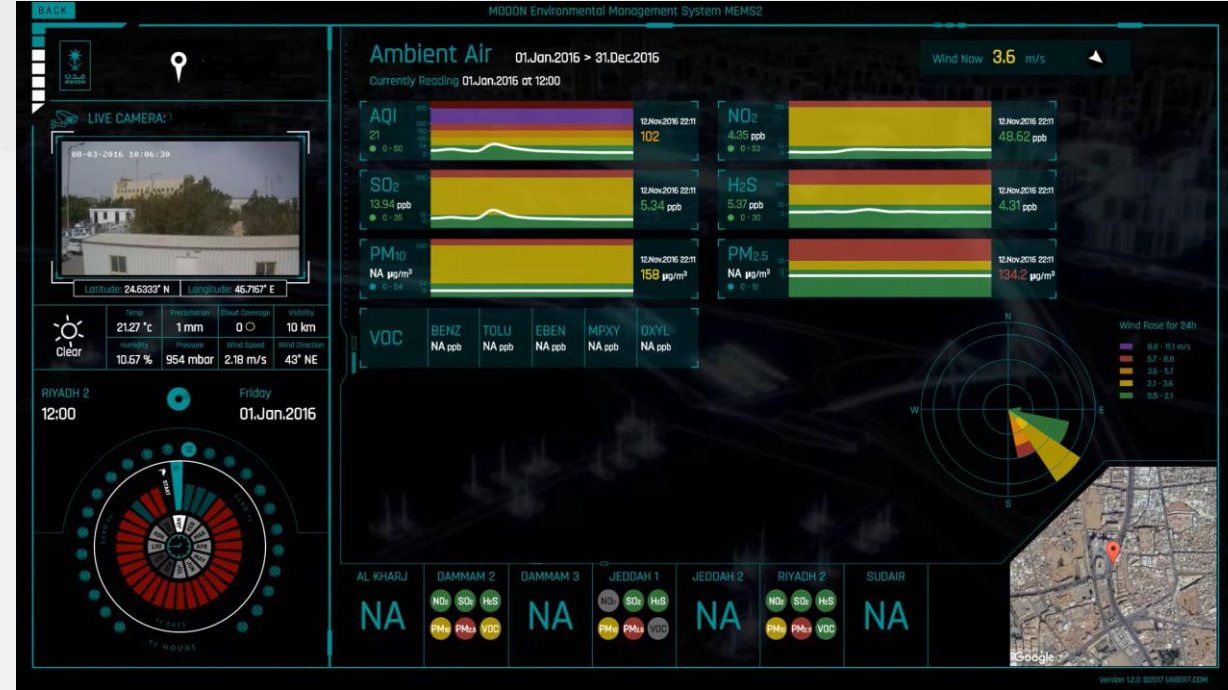 BACK
MODON Environmental Management System MEMS2
مدن
MODON
LIVE CAMERA:
08-03-2016 10:06:30
Latitude: 24.6333° N Longitude: 46.7167° E
Clear
Temp Precipitation Cloud Coverage Visibility
21.27 °c 1 mm 0 10 km
Humidity Pressure Wind Speed Wind Direction
10.67 % 954 mbar 2.18 m/s 43° NE
RIYADH 2 Friday
12:00 01.Jan.2016
START
JAN
APR
MAY
DAYS
HOURS
Ambient Air 01.Jan.2016 > 31.Dec.2016
Currently Reading 01.Jan.2016 at 12:00
Wind Now 3.6 m/s
AQI
21
0 - 50
12.Nov.2016 22:11
102
NO2
4.35 ppb
0 - 53
12.Nov.2016 22:11
48.62 ppb
SO2
13.94 ppb
0 - 35
12.Nov.2016 22:11
5.34 ppb
H2S
5.37 ppb
0 - 30
12.Nov.2016 22:11
4.31 ppb
PM10
NA µg/m³
0 - 54
12.Nov.2016 22:11
158 µg/m³
PM2.5
NA µg/m³
0 - 12
12.Nov.2016 22:11
134.2 µg/m³
VOC
BENZ TOLU EBEN MPXY OXYL
NA ppb NA ppb NA ppb NA ppb NA ppb
N
W E
S
Wind Rose for 24h
8.8 - 11.1 m/s
5.7 - 8.8
3.6 - 5.7
2.1 - 3.6
0.6 - 2.1
AL KHARJ DAMMAM 2 DAMMAM 3 JEDDAH 1 JEDDAH 2 RIYADH 2 SUDAIR
NA NO2 SO2 H2S NA NO2 SO2 H2S NA NO2 SO2 H2S NA
PM10 PM2.5 VOC PM10 PM2.5 VOC PM10 PM2.5 VOC
Google
Version 1.2.0 ©2017 UKBERT.COM